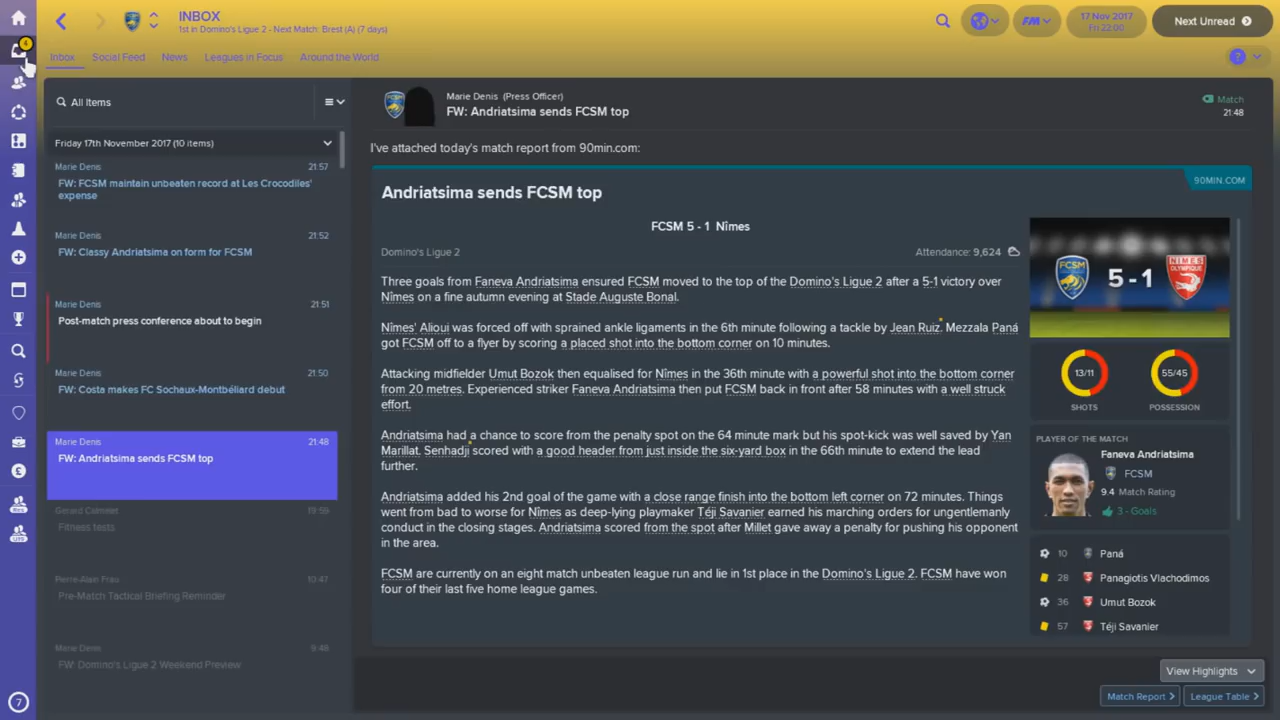 INBOX
1st in Domino's Ligue 2 - Next Match: Brest (A) (7 days)
FM
17 Nov 2017
Fri 22:00
Next Unread
4
Inbox
Social Feed
News
Leagues in Focus
Around the World
?
All Items
Friday 17th November 2017 (10 items)
Marie Denis 21:57
FW: FCSM maintain unbeaten record at Les Crocodiles'
expense
Marie Denis 21:52
FW: Classy Andriatsima on form for FCSM
Marie Denis 21:51
Post-match press conference about to begin
Marie Denis 21:50
FW: Costa makes FC Sochaux-Montbéliard debut
Marie Denis 21:48
FW: Andriatsima sends FCSM top
Gérard Calmelet 19:59
Fitness tests
Pierre-Alain Frau 10:47
Pre-Match Tactical Briefing Reminder
Marie Denis 9:48
FW: Domino's Ligue 2 Weekend Preview
Marie Denis (Press Officer)
FW: Andriatsima sends FCSM top
Match
21:48
I've attached today's match report from 90min.com:
90MIN.COM
Andriatsima sends FCSM top
FCSM 5 - 1 Nîmes
Domino's Ligue 2
Attendance: 9,624
Three goals from Faneva Andriatsima ensured FCSM moved to the top of the Domino's Ligue 2 after a 5-1 victory over
Nîmes on a fine autumn evening at Stade Auguste Bonal.
Nîmes' Alioui was forced off with sprained ankle ligaments in the 6th minute following a tackle by Jean Ruiz. Mezzala Paná
got FCSM off to a flyer by scoring a placed shot into the bottom corner on 10 minutes.
Attacking midfielder Umut Bozok then equalised for Nîmes in the 36th minute with a powerful shot into the bottom corner
from 20 metres. Experienced striker Faneva Andriatsima then put FCSM back in front after 58 minutes with a well struck
effort.
Andriatsima had a chance to score from the penalty spot on the 64 minute mark but his spot-kick was well saved by Yan
Marillat. Senhadji scored with a good header from just inside the six-yard box in the 66th minute to extend the lead
further.
Andriatsima added his 2nd goal of the game with a close range finish into the bottom left corner on 72 minutes. Things
went from bad to worse for Nîmes as deep-lying playmaker Téji Savanier earned his marching orders for ungentlemanly
conduct in the closing stages. Andriatsima scored from the spot after Millet gave away a penalty for pushing his opponent
in the area.
FCSM are currently on an eight match unbeaten league run and lie in 1st place in the Domino's Ligue 2. FCSM have won
four of their last five home league games.
FCSM
5 - 1
NIMES
OLYMPIQUE
13/11
SHOTS
55/45
POSSESSION
PLAYER OF THE MATCH
Faneva Andriatsima
FCSM
9.4 Match Rating
3 - Goals
10 Paná
28 Panagiotis Vlachodimos
36 Umut Bozok
57 Téji Savanier
View Highlights
Match Report
League Table
7